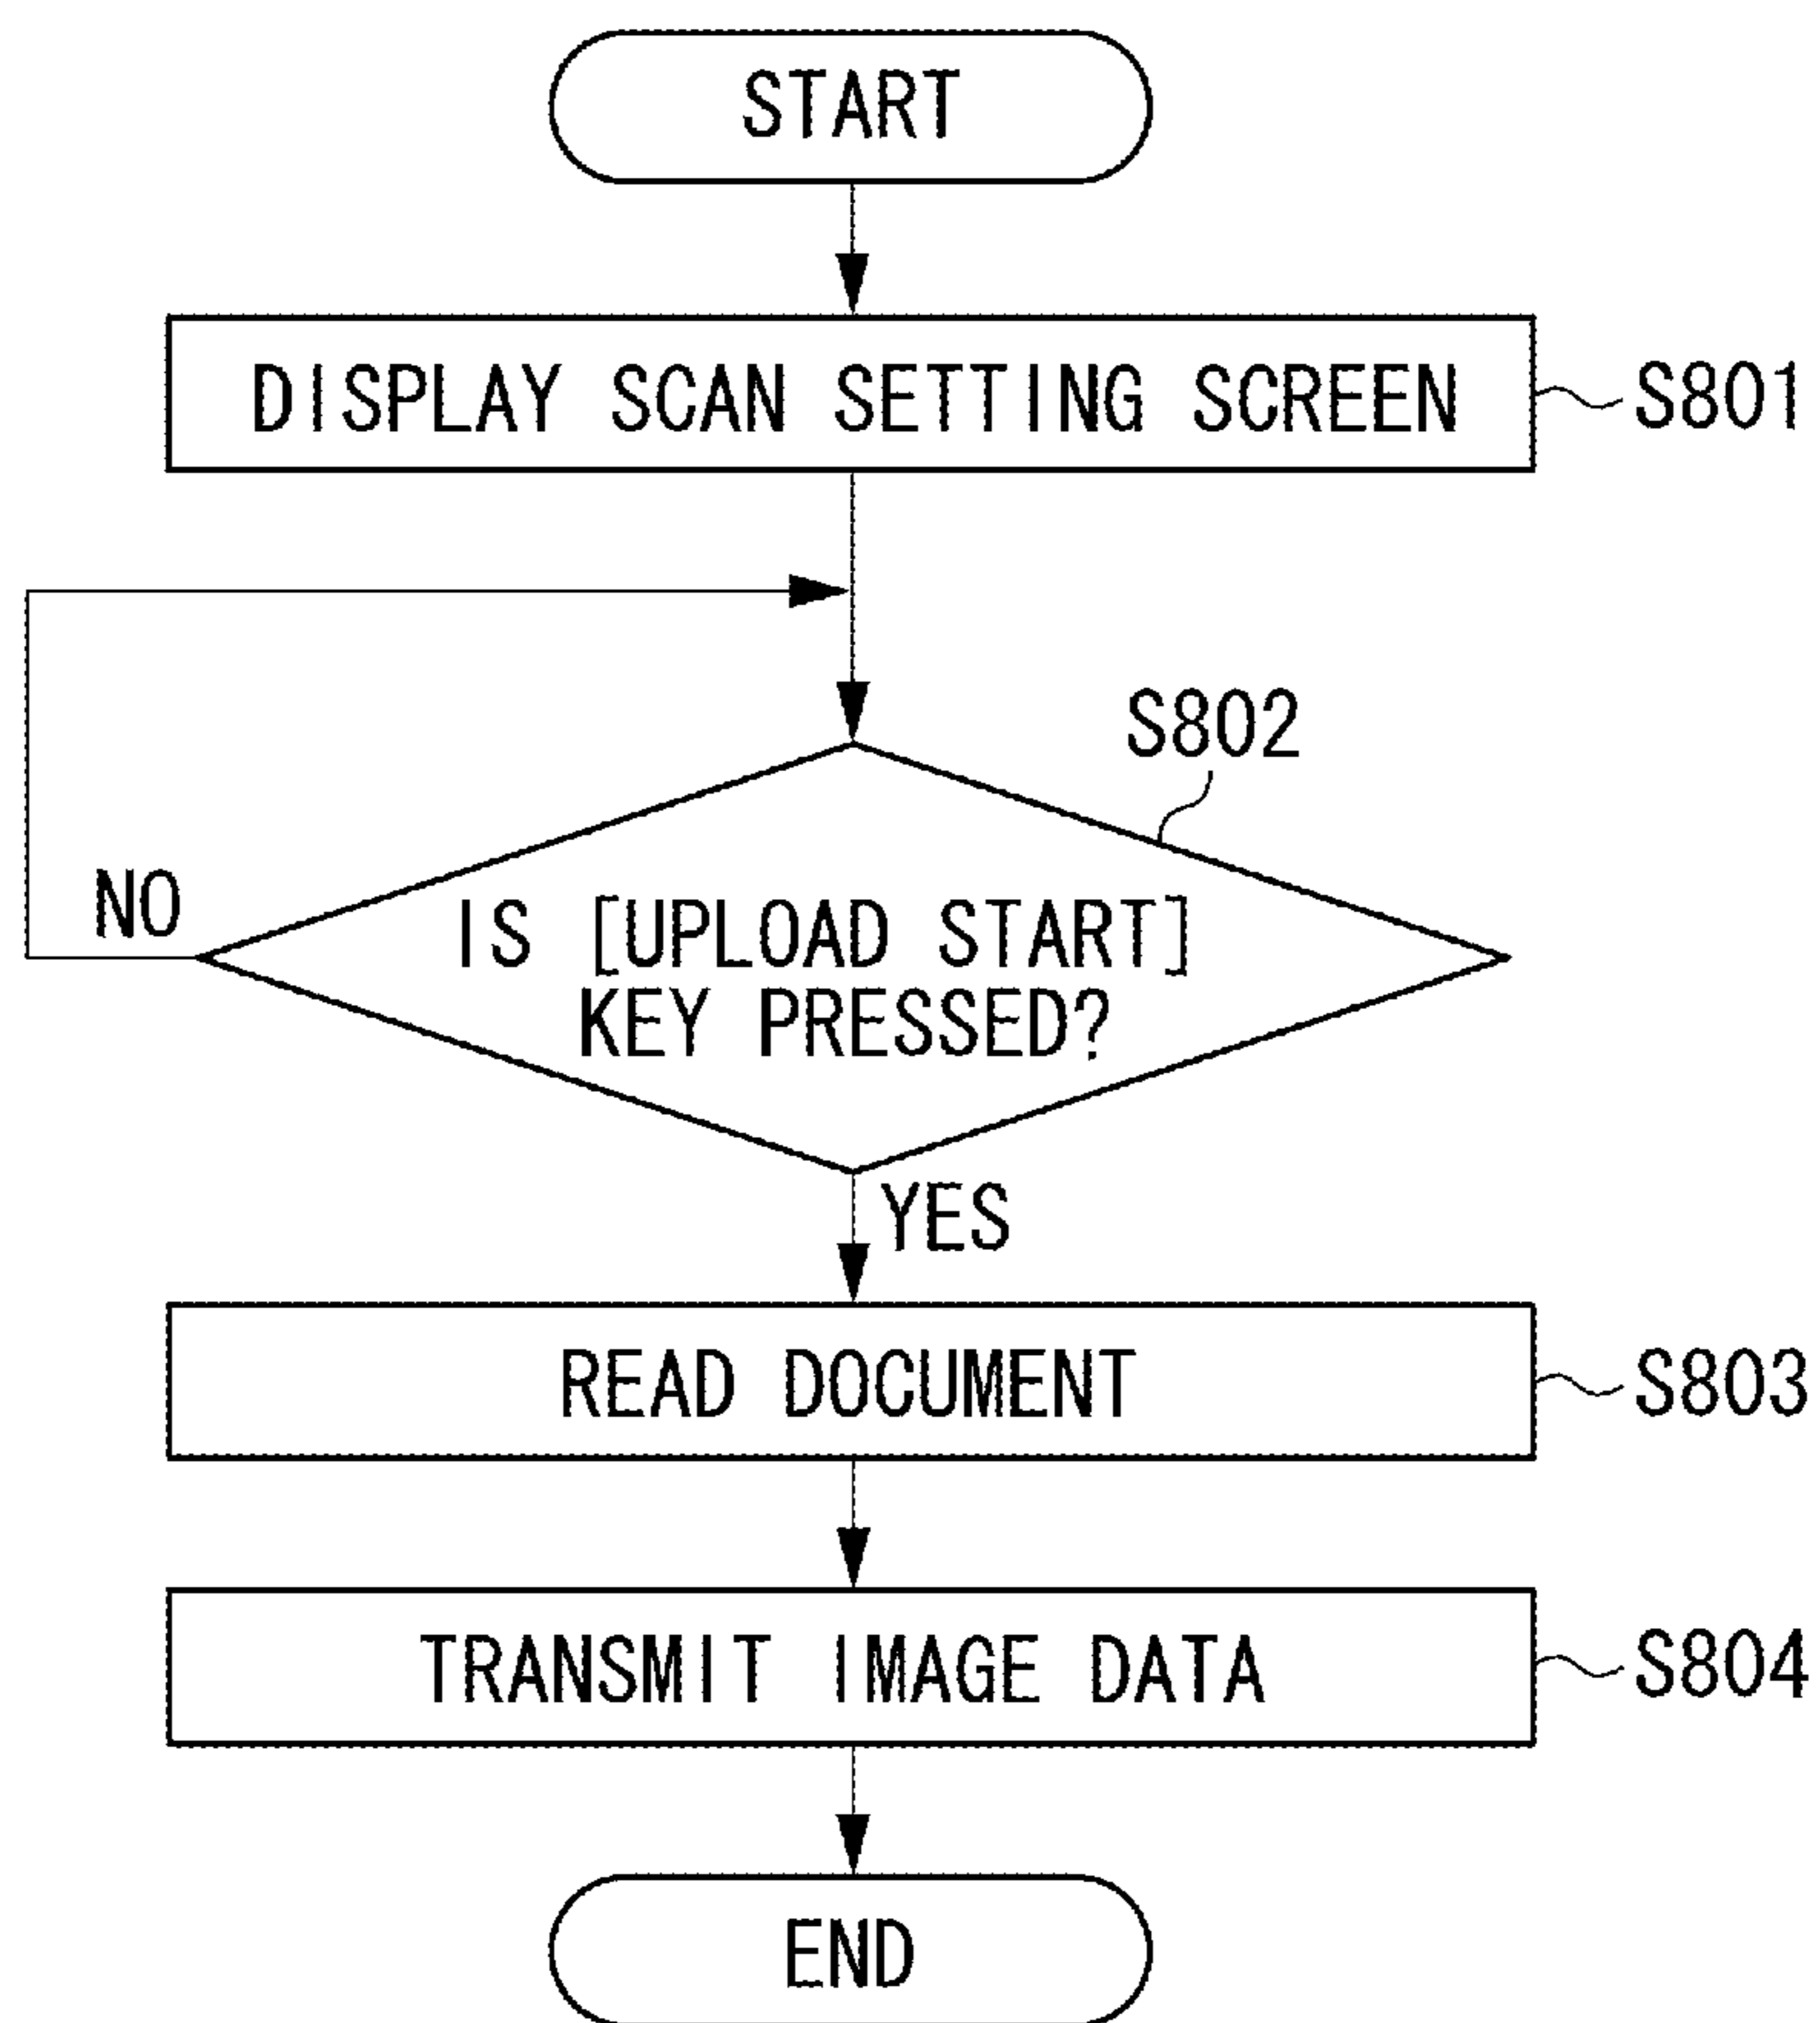 START
DISPLAY SCAN SETTING SCREEN
S801
S802
NO
IS [UPLOAD START]
KEY PRESSED?
YES
READ DOCUMENT
S803
TRANSMIT IMAGE DATA
S804
END